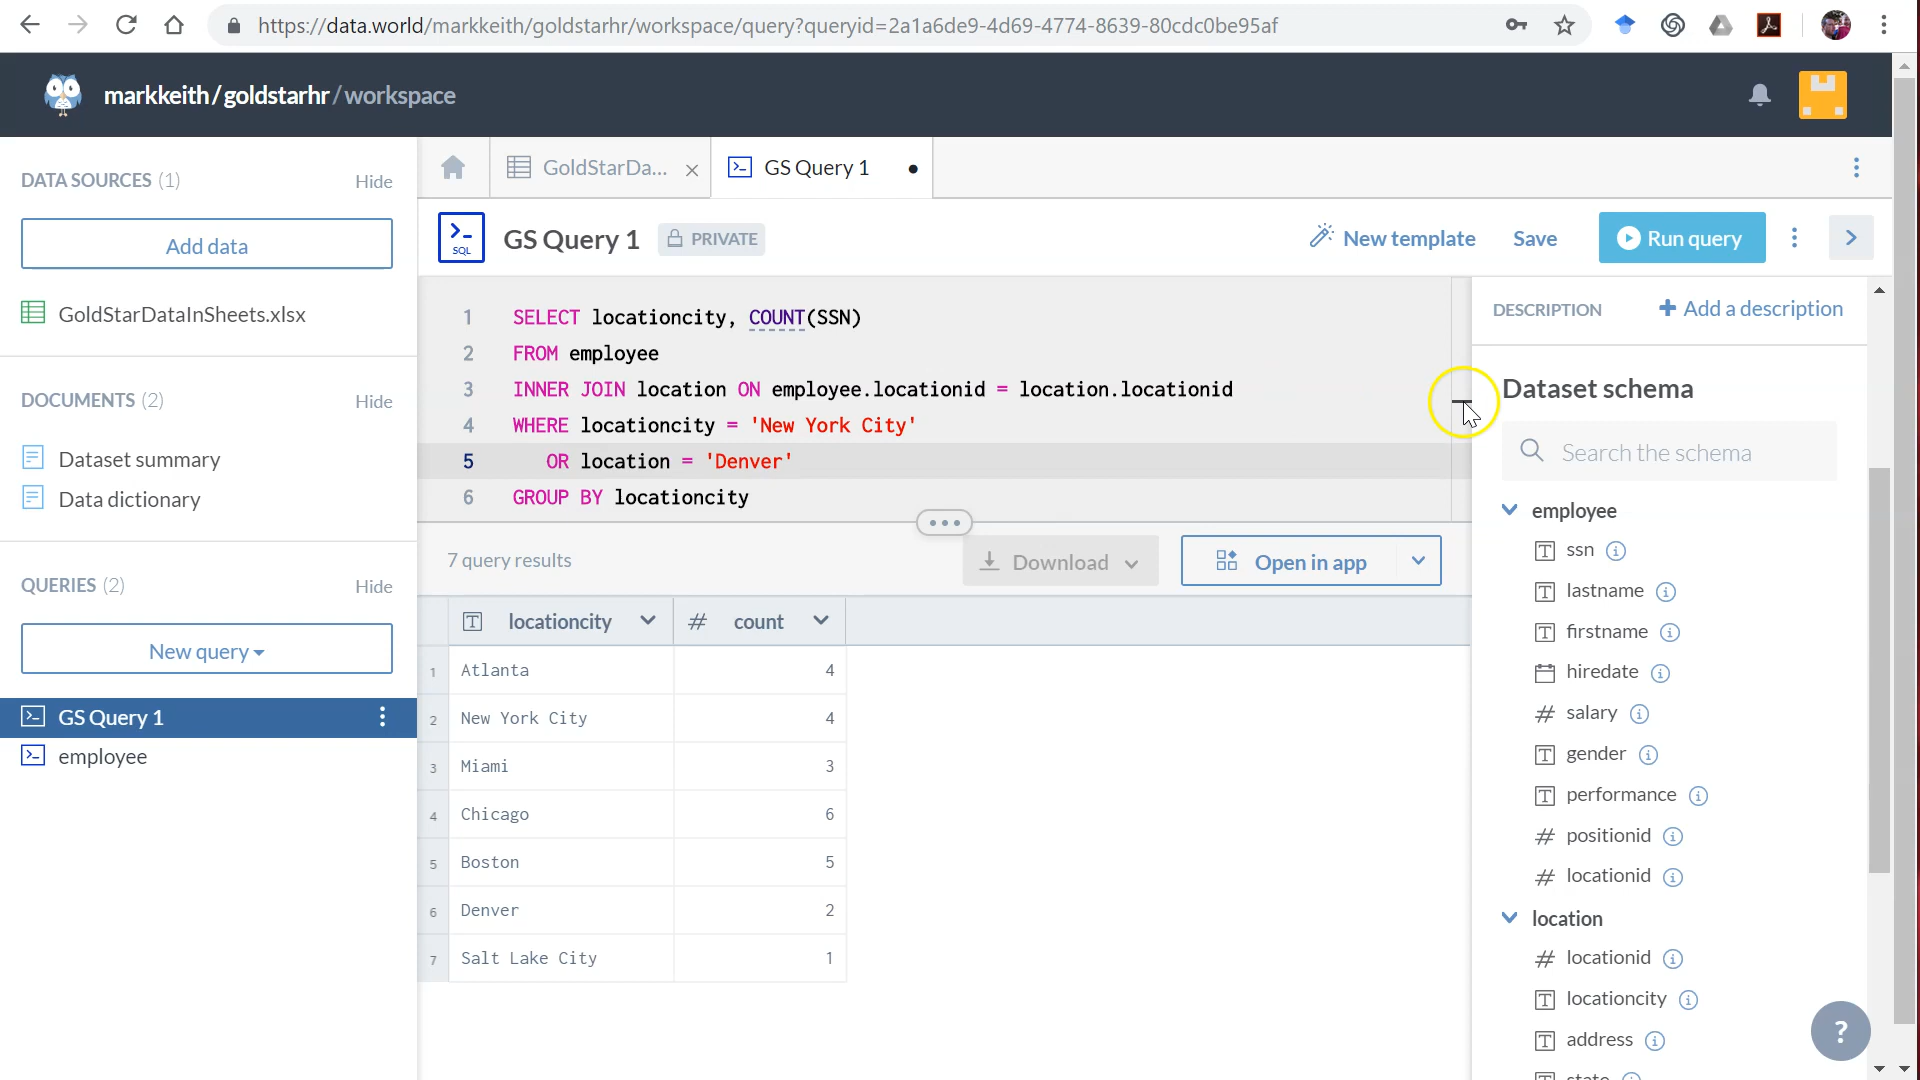 https://data.world/markkeith/goldstarhr/workspace/query?queryid=2a1a6de9-4d69-4774-8639-80cdc0be95af
markkeith/goldstarhr/workspace
DATA SOURCES (1)
Hide
Add data
GoldStarDataInSheets.xlsx
DOCUMENTS (2)
Hide
Dataset summary
Data dictionary
QUERIES (2)
Hide
New query
GS Query 1
employee
GoldStarDa...
GS Query 1
SQL
GS Query 1
PRIVATE
New template
Save
Run query
1 SELECT locationcity, COUNT(SSN)
2 FROM employee
3 INNER JOIN location ON employee.locationid = location.locationid
4 WHERE locationcity = 'New York City'
5 OR location = 'Denver'
6 GROUP BY locationcity
7 query results
Download
Open in app
locationcity count
1 Atlanta 4
2 New York City 4
3 Miami 3
4 Chicago 6
5 Boston 5
6 Denver 2
7 Salt Lake City 1
DESCRIPTION
+ Add a description
Dataset schema
Search the schema
employee
ssn
lastname
firstname
hiredate
# salary
gender
performance
# positionid
# locationid
location
# locationid
locationcity
address
state
?